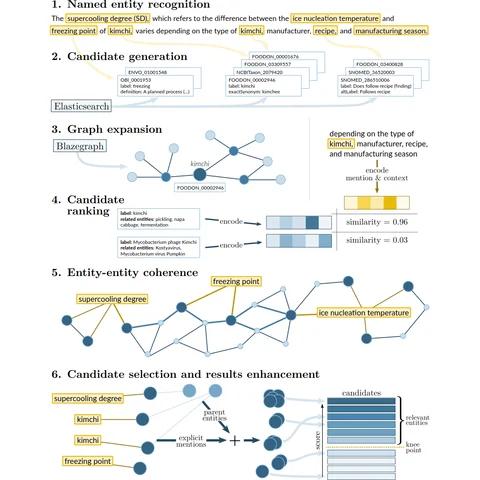 1. Named entity recognition
The supercooling degree (SD), which refers to the difference between the ice nucleation temperature and
freezing point of kimchi, varies depending on the type of kimchi, manufacturer, recipe, and manufacturing season.
2. Candidate generation
FOODON_00001676
FOODON_03400828
ENVO_01001548
FOODON_03309557
SNOMED_36520003
OBI_0001953
NCBITaxon_2079420
SNOMED_286510006
label: freezing
FOODON_00002946
label: Does follow recipe (finding)
definition: A planned process (...)
label: kimchi
altLabel: Follows recipe
exactSynonym: kimchee
Elasticsearch
3. Graph expansion
Blazegraph
kimchi
FOODON_00002946
depending on the type of
kimchi, manufacturer, recipe,
and manufacturing season
encode
mention & context
4. Candidate
ranking
label: kimchi
related entities: pickling, napa
cabbage, fermentation
encode
similarity = 0.96
label: Mycobacterium phage Kimchi
related entities: Kostyavirus,
Mycobacterium virus Pumpkin
encode
similarity = 0.03
5. Entity-entity coherence
supercooling degree
freezing point
ice nucleation temperature
6. Candidate selection and results enhancement
supercooling degree
kimchi
kimchi
freezing point
parent
entities
explicit
mentions
+
score
candidates
relevant
entities
knee
point